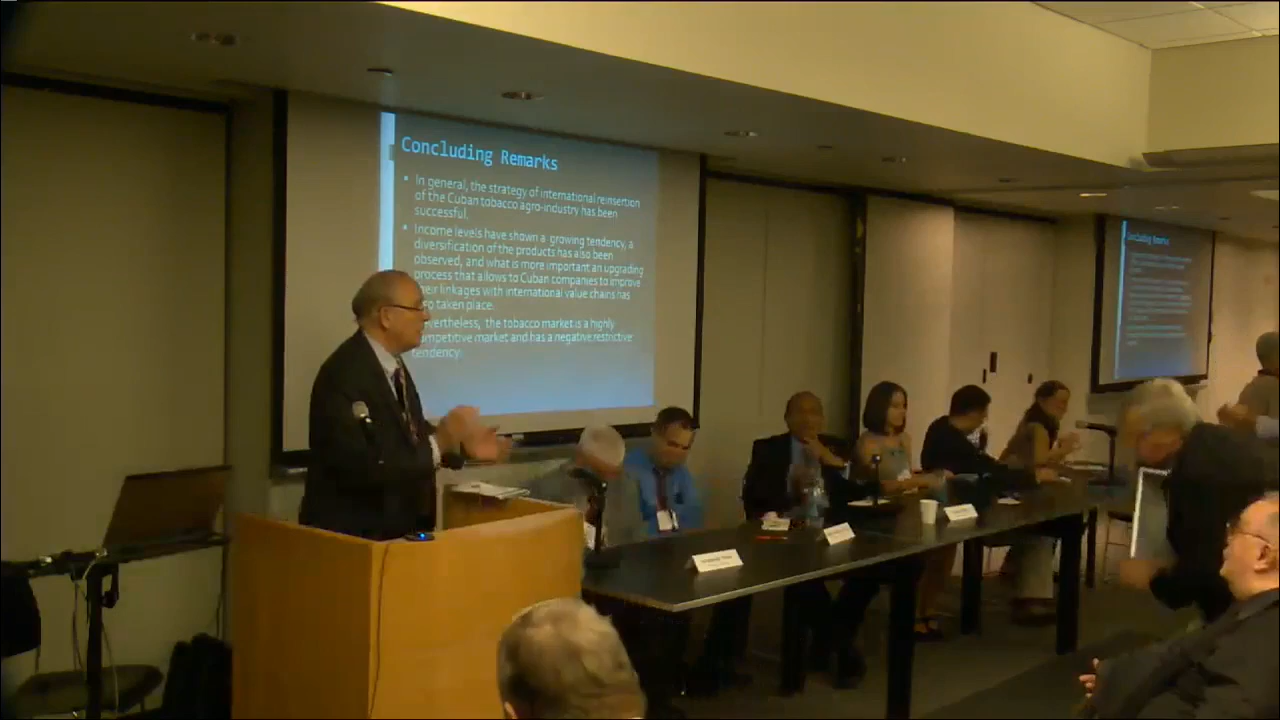 Concluding Remarks
• In general, the strategy of international reinsertion
of the Cuban tobacco agro-industry has been
successful.
• Income levels have shown a growing tendency, a
diversification of the products has also been
observed, and what is more important an upgrading
process that allows to Cuban companies to improve
their linkages with international value chains has
also taken place.
the tobacco market is a highly
competitive market and has a negative restrictive
tendency.
Concluding Remarks